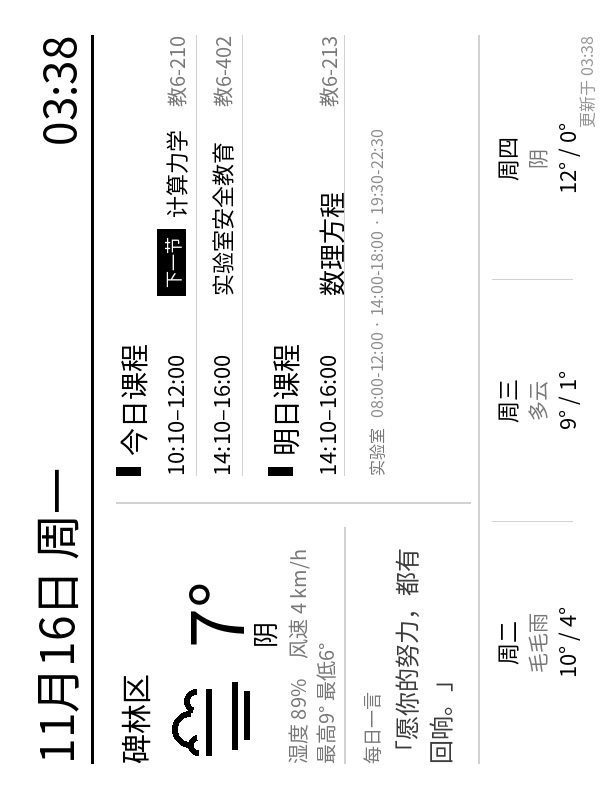 11月16日 周一
03:38
碑林区
7°
阴
湿度 89% 风速 4 km/h
最高9° 最低6°
每日一言
「愿你的努力，都有
回响。」
今日课程
10:10–12:00 下一节 计算力学 教6-210
14:10–16:00 实验室安全教育 教6-402
明日课程
14:10–16:00 数理方程 教6-213
实验室 08:00-12:00 · 14:00-18:00 · 19:30-22:30
周二
毛毛雨
10° / 4°
周三
多云
9° / 1°
周四
阴
12° / 0°
更新于 03:38